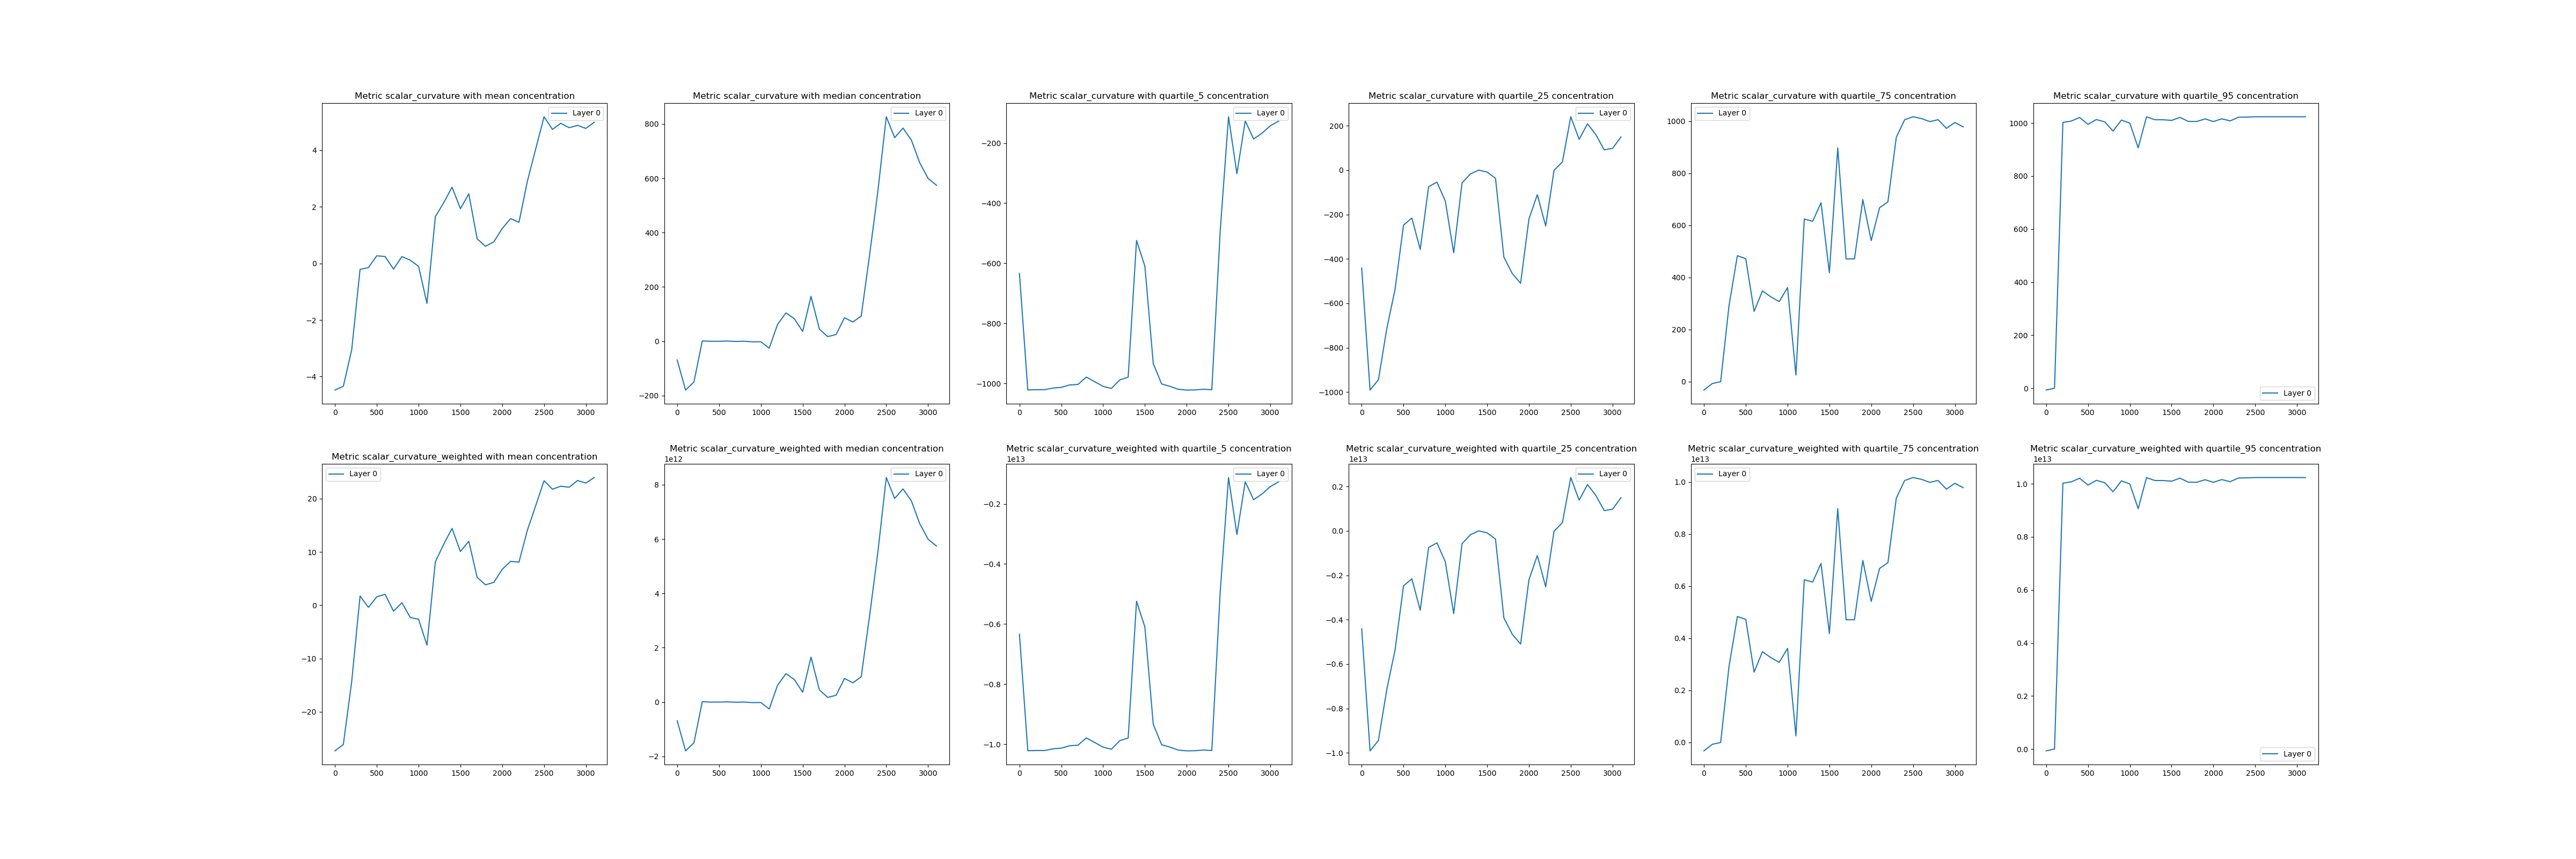 Metric scalar_curvature with mean concentration
Layer 0
4
2
0
−2
−4
0 500 1000 1500 2000 2500 3000
Metric scalar_curvature with median concentration
Layer 0
800
600
400
200
0
−200
0 500 1000 1500 2000 2500 3000
Metric scalar_curvature with quartile_5 concentration
Layer 0
−200
−400
−600
−800
−1000
0 500 1000 1500 2000 2500 3000
Metric scalar_curvature with quartile_25 concentration
Layer 0
200
0
−200
−400
−600
−800
−1000
0 500 1000 1500 2000 2500 3000
Metric scalar_curvature with quartile_75 concentration
Layer 0
1000
800
600
400
200
0
0 500 1000 1500 2000 2500 3000
Metric scalar_curvature with quartile_95 concentration
1000
800
600
400
200
0
Layer 0
0 500 1000 1500 2000 2500 3000
Metric scalar_curvature_weighted with mean concentration
Layer 0
20
10
0
−10
−20
0 500 1000 1500 2000 2500 3000
Metric scalar_curvature_weighted with median concentration
1e12
Layer 0
8
6
4
2
0
−2
0 500 1000 1500 2000 2500 3000
Metric scalar_curvature_weighted with quartile_5 concentration
1e13
Layer 0
−0.2
−0.4
−0.6
−0.8
−1.0
0 500 1000 1500 2000 2500 3000
Metric scalar_curvature_weighted with quartile_25 concentration
1e13
Layer 0
0.2
0.0
−0.2
−0.4
−0.6
−0.8
−1.0
0 500 1000 1500 2000 2500 3000
Metric scalar_curvature_weighted with quartile_75 concentration
1e13
Layer 0
1.0
0.8
0.6
0.4
0.2
0.0
0 500 1000 1500 2000 2500 3000
Metric scalar_curvature_weighted with quartile_95 concentration
1e13
1.0
0.8
0.6
0.4
0.2
0.0
Layer 0
0 500 1000 1500 2000 2500 3000